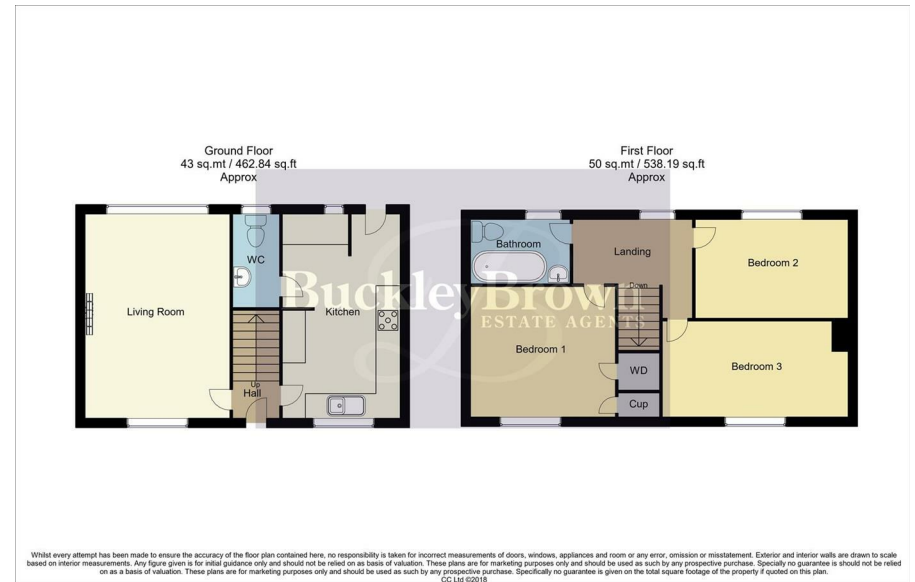 Ground Floor
43 sq.mt / 462.84 sq.ft
Approx
First Floor
50 sq.mt / 538.19 sq.ft
Approx
WC
Living Room
Kitchen
Up
Hall
Bathroom
Landing
Bedroom 2
Down
Bedroom 1
WD
Bedroom 3
Cup
BuckleyBrown
ESTATE AGENTS
Whilst every attempt has been made to ensure the accuracy of the floor plan contained here, no responsibility is taken for incorrect measurements of doors, windows, appliances and room or any error, omission or misstatement. Exterior and interior walls are drawn to scale
based on interior measurements. Any figure given is for initial guidance only and should not be relied on as basis of valuation. These plans are for marketing purposes only and should be used as such by any prospective purchase. Specially no guarantee is should not be relied
on as a basis of valuation. These plans are for marketing purposes only and should be used as such by any prospective purchase. Specifically no guarantee is given on the total square footage of the property if quoted on this plan.
CC Ltd ©2018